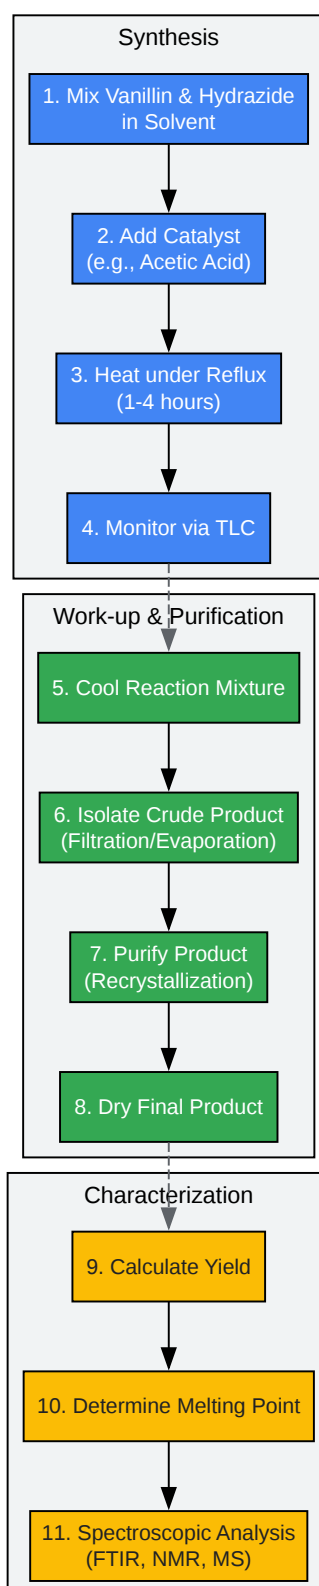 Synthesis
1. Mix Vanillin & Hydrazide
in Solvent
2. Add Catalyst
(e.g., Acetic Acid)
3. Heat under Reflux
(1-4 hours)
4. Monitor via TLC
Work-up & Purification
5. Cool Reaction Mixture
6. Isolate Crude Product
(Filtration/Evaporation)
7. Purify Product
(Recrystallization)
8. Dry Final Product
Characterization
9. Calculate Yield
10. Determine Melting Point
11. Spectroscopic Analysis
(FTIR, NMR, MS)